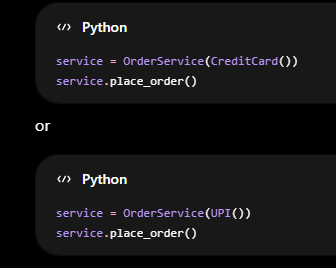 </> Python
service = OrderService(CreditCard())
service.place_order()
or
</> Python
service = OrderService(UPI())
service.place_order()